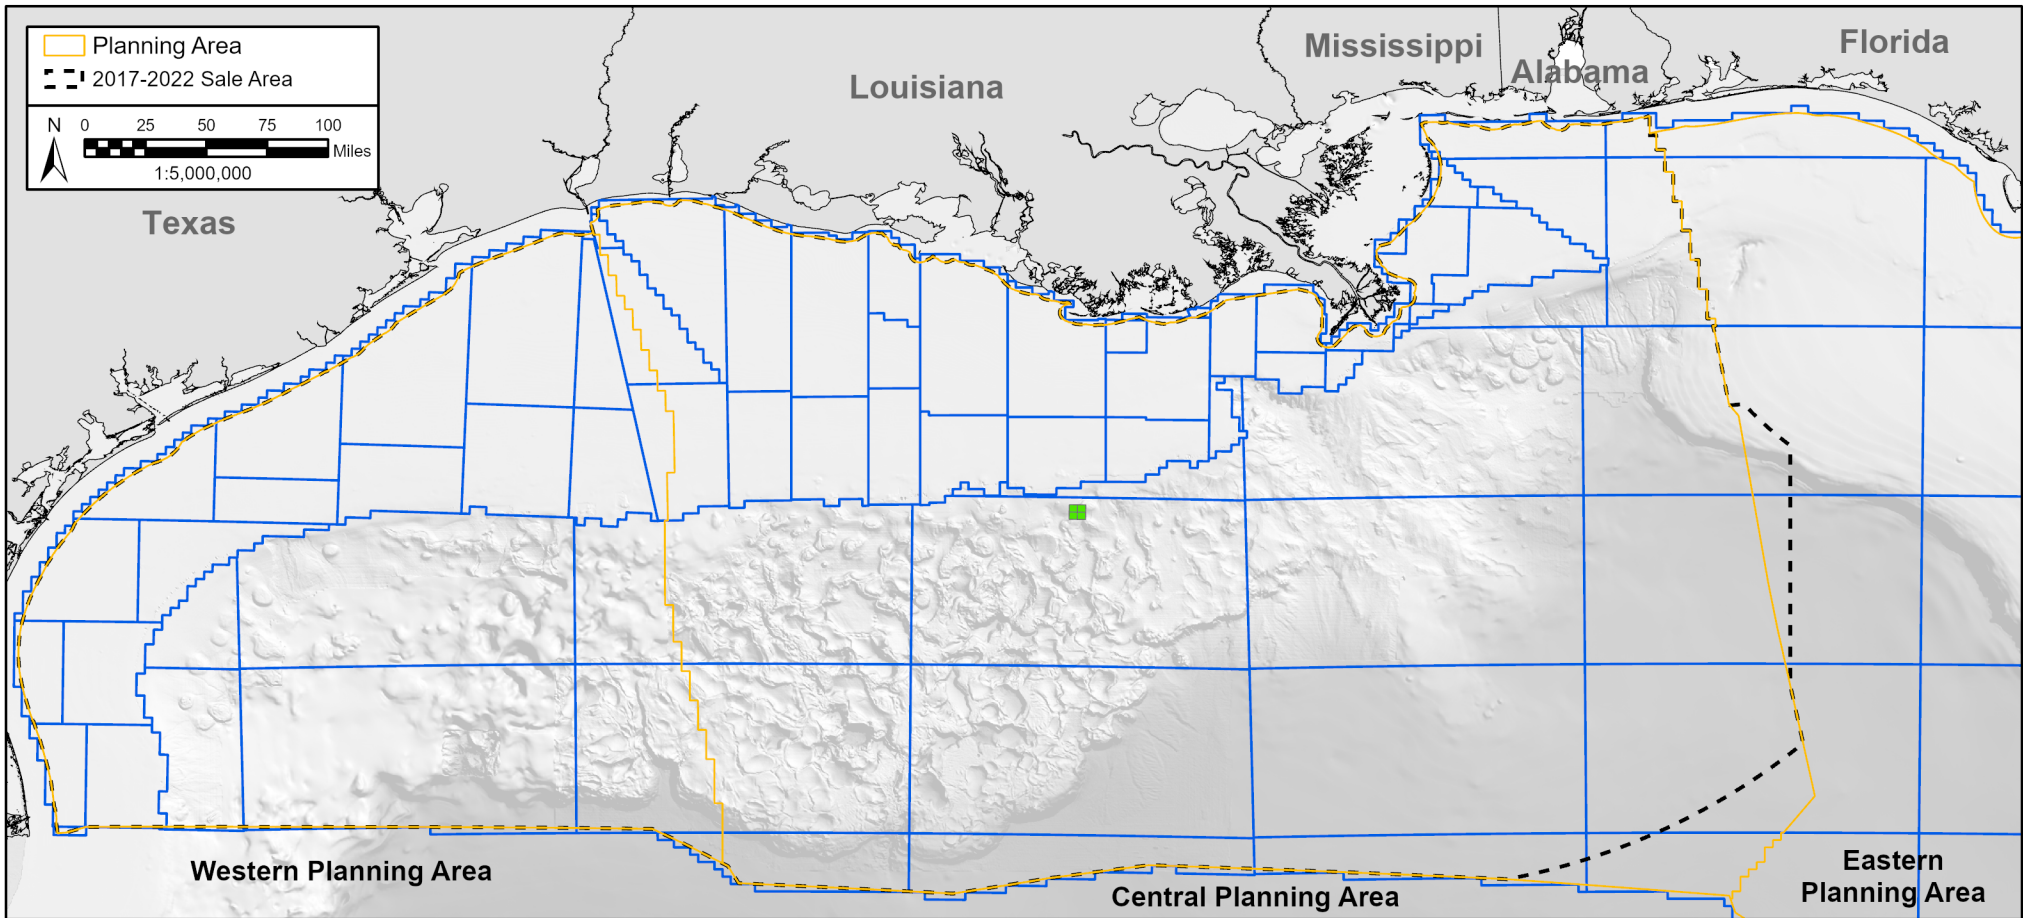 Planning Area
2017-2022 Sale Area
N
0 25 50 75 100
Miles
1:5,000,000
Texas
Louisiana
Mississippi
Alabama
Florida
Western Planning Area
Central Planning Area
Eastern
Planning Area